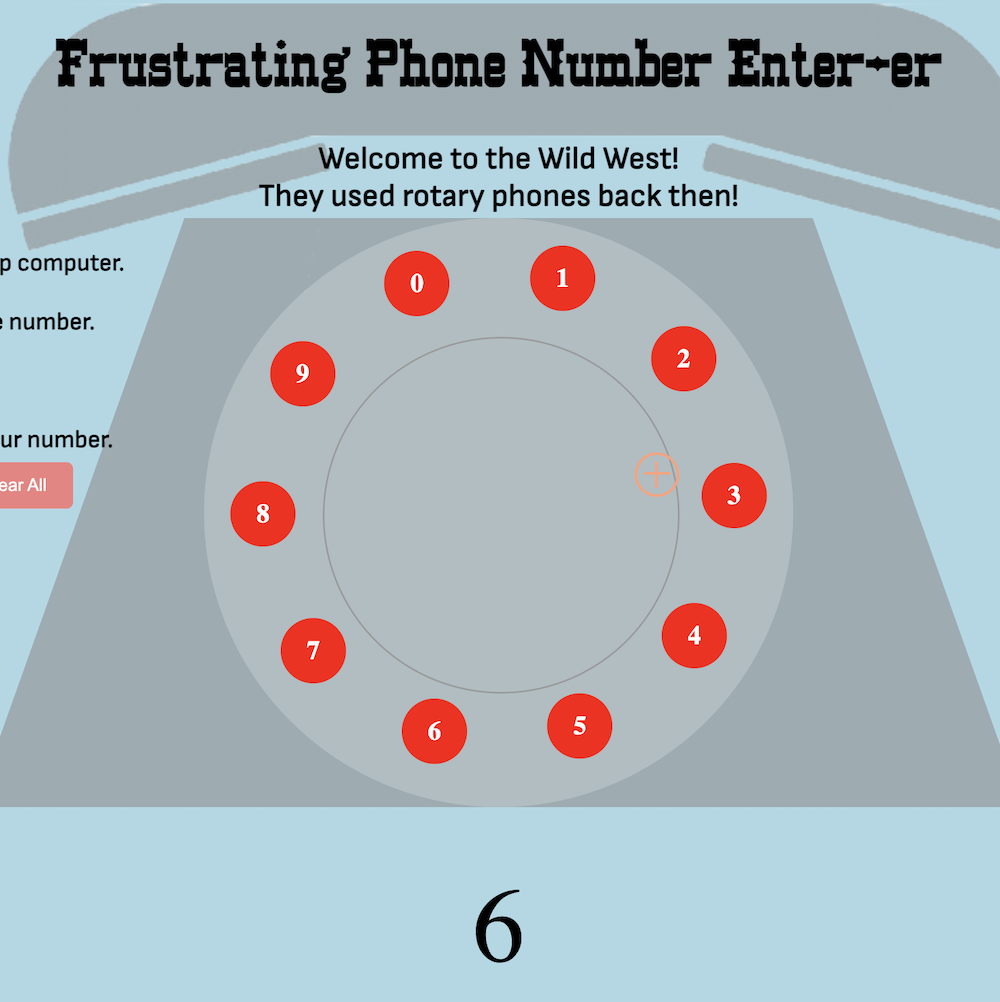 Frustrating Phone Number Enter-er
Welcome to the Wild West!
They used rotary phones back then!
p computer.
e number.
ur number.
ear All
0
1
2
3
4
5
6
7
8
9
6